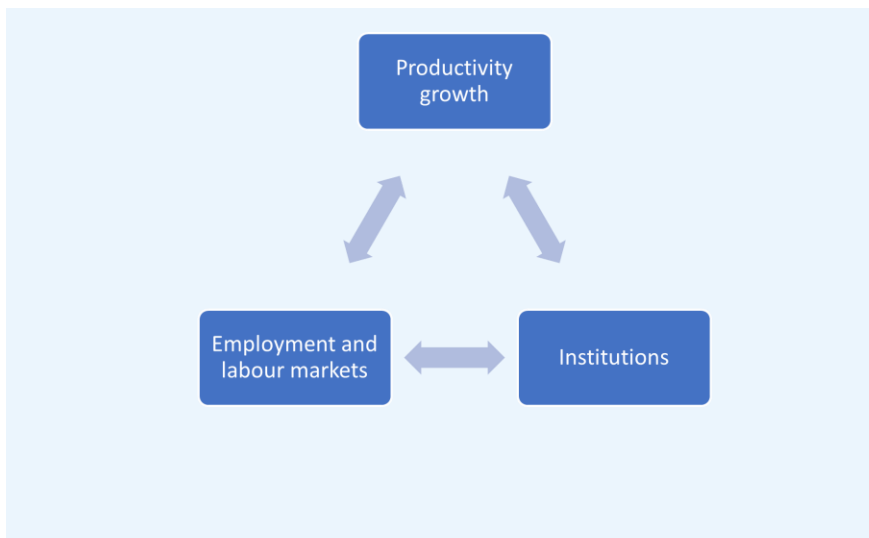 Productivity
growth
Employment and
labour markets
Institutions